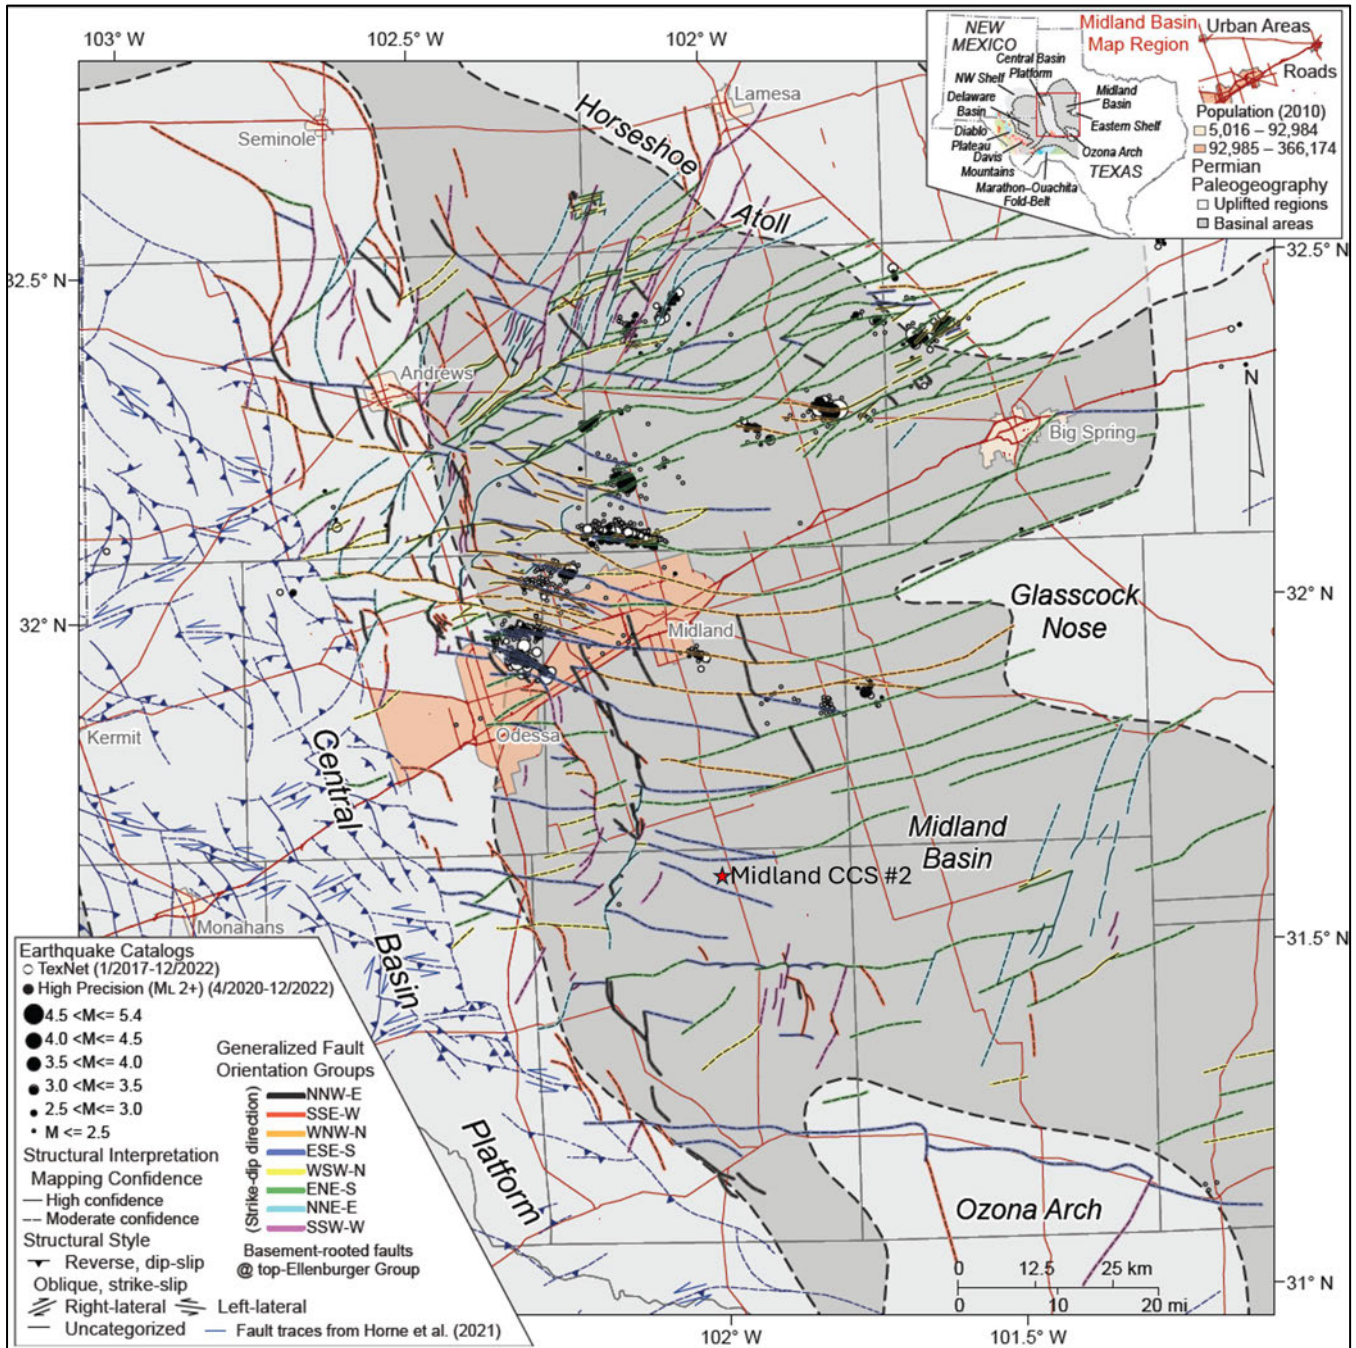 103° W
102.5° W
102° W
NEW
MEXICO
Central Basin
Platform
NW Shelf
Delaware
Basin
Diablo
Plateau
Davis
Mountains
Marathon–Ouachita
Fold-Belt
Midland
Basin
Eastern Shelf
Ozona Arch
TEXAS
Midland Basin
Map Region
Urban Areas
Roads
Population (2010)
5,016 – 92,984
92,985 – 366,174
Permian
Paleogeography
Uplifted regions
Basinal areas
Lamesa
Seminole
Horseshoe
Atoll
32.5° N
32.5° N
Andrews
Big Spring
N
32° N
32° N
Glasscock
Nose
Midland
Odessa
Kermit
Central
Basin
Platform
Midland
Basin
Midland CCS #2
Monahans
31.5° N
Ozona Arch
31° N
0 12.5 25 km
0 10 20 mi
102° W
101.5° W
Earthquake Catalogs
TexNet (1/2017-12/2022)
High Precision (ML 2+) (4/2020-12/2022)
4.5 <M<= 5.4
4.0 <M<= 4.5
3.5 <M<= 4.0
3.0 <M<= 3.5
2.5 <M<= 3.0
M <= 2.5
Structural Interpretation
Mapping Confidence
High confidence
Moderate confidence
Structural Style
Reverse, dip-slip
Oblique, strike-slip
Right-lateral
Left-lateral
Uncategorized
Fault traces from Horne et al. (2021)
Generalized Fault
Orientation Groups
(Strike-dip direction)
NNW-E
SSE-W
WNW-N
ESE-S
WSW-N
ENE-S
NNE-E
SSW-W
Basement-rooted faults
@ top-Ellenburger Group